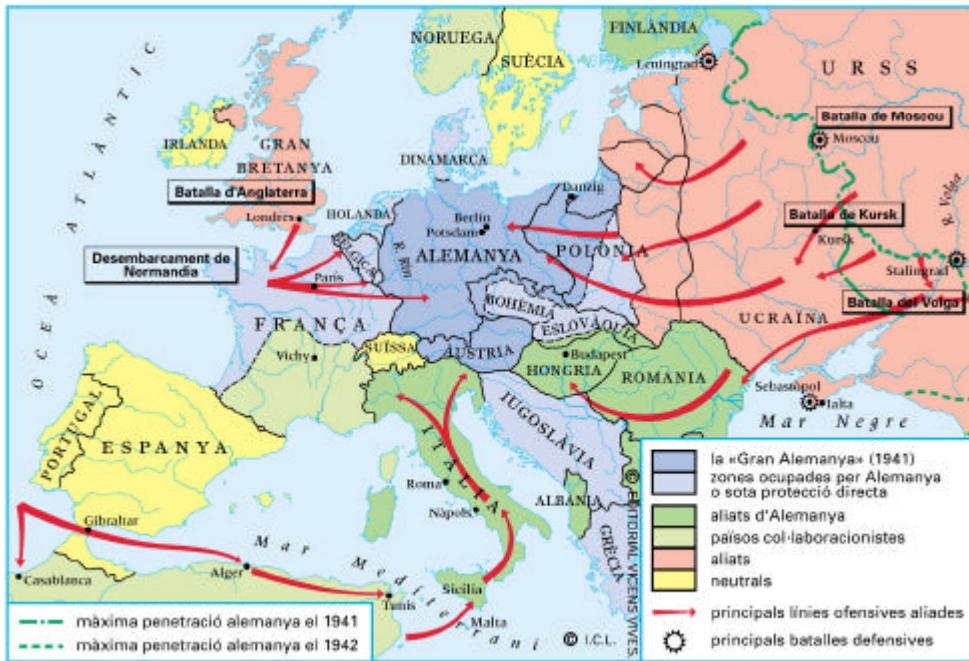 FINLÀNDIA
NORUEGA
SUÈCIA
Leningrad
URSS
OCEÀ ATLÀNTIC
Batalla de Moscou
Moscou
IRLANDA
GRAN
BRETANYA
DINAMARCA
Batalla d'Anglaterra
Londres
HOLANDA
Danzig
Berlín
Potsdam
R. Volga
Batalla de Kursk
Kursk
BÈLGICA
R. Rin
ALEMANYA
POLÒNIA
Desembarcament de
Normandia
París
Stalingrad
Batalla del Volga
BOHÈMIA
ESLOVÀQUIA
UCRAÏNA
FRANÇA
SUÏSSA
ÀUSTRIA
Vichy
Budapest
HONGRIA
ROMANIA
Sebastòpol
Ialta
Mar Negre
PORTUGAL
ESPANYA
ITÀLIA
IUGOSLÀVIA
Roma
Nàpols
ALBÀNIA
GRÈCIA
Gibraltar
Mar Mediterrani
Casablanca
Alger
Tunis
Sicília
Malta
© I.C.L.
© EDITORIAL VICENS VIVES.
la «Gran Alemanya» (1941)
zones ocupades per Alemanya
o sota protecció directa
aliats d'Alemanya
països col·laboracionistes
aliats
neutrals
principals línies ofensives aliades
principals batalles defensives
màxima penetració alemanya el 1941
màxima penetració alemanya el 1942